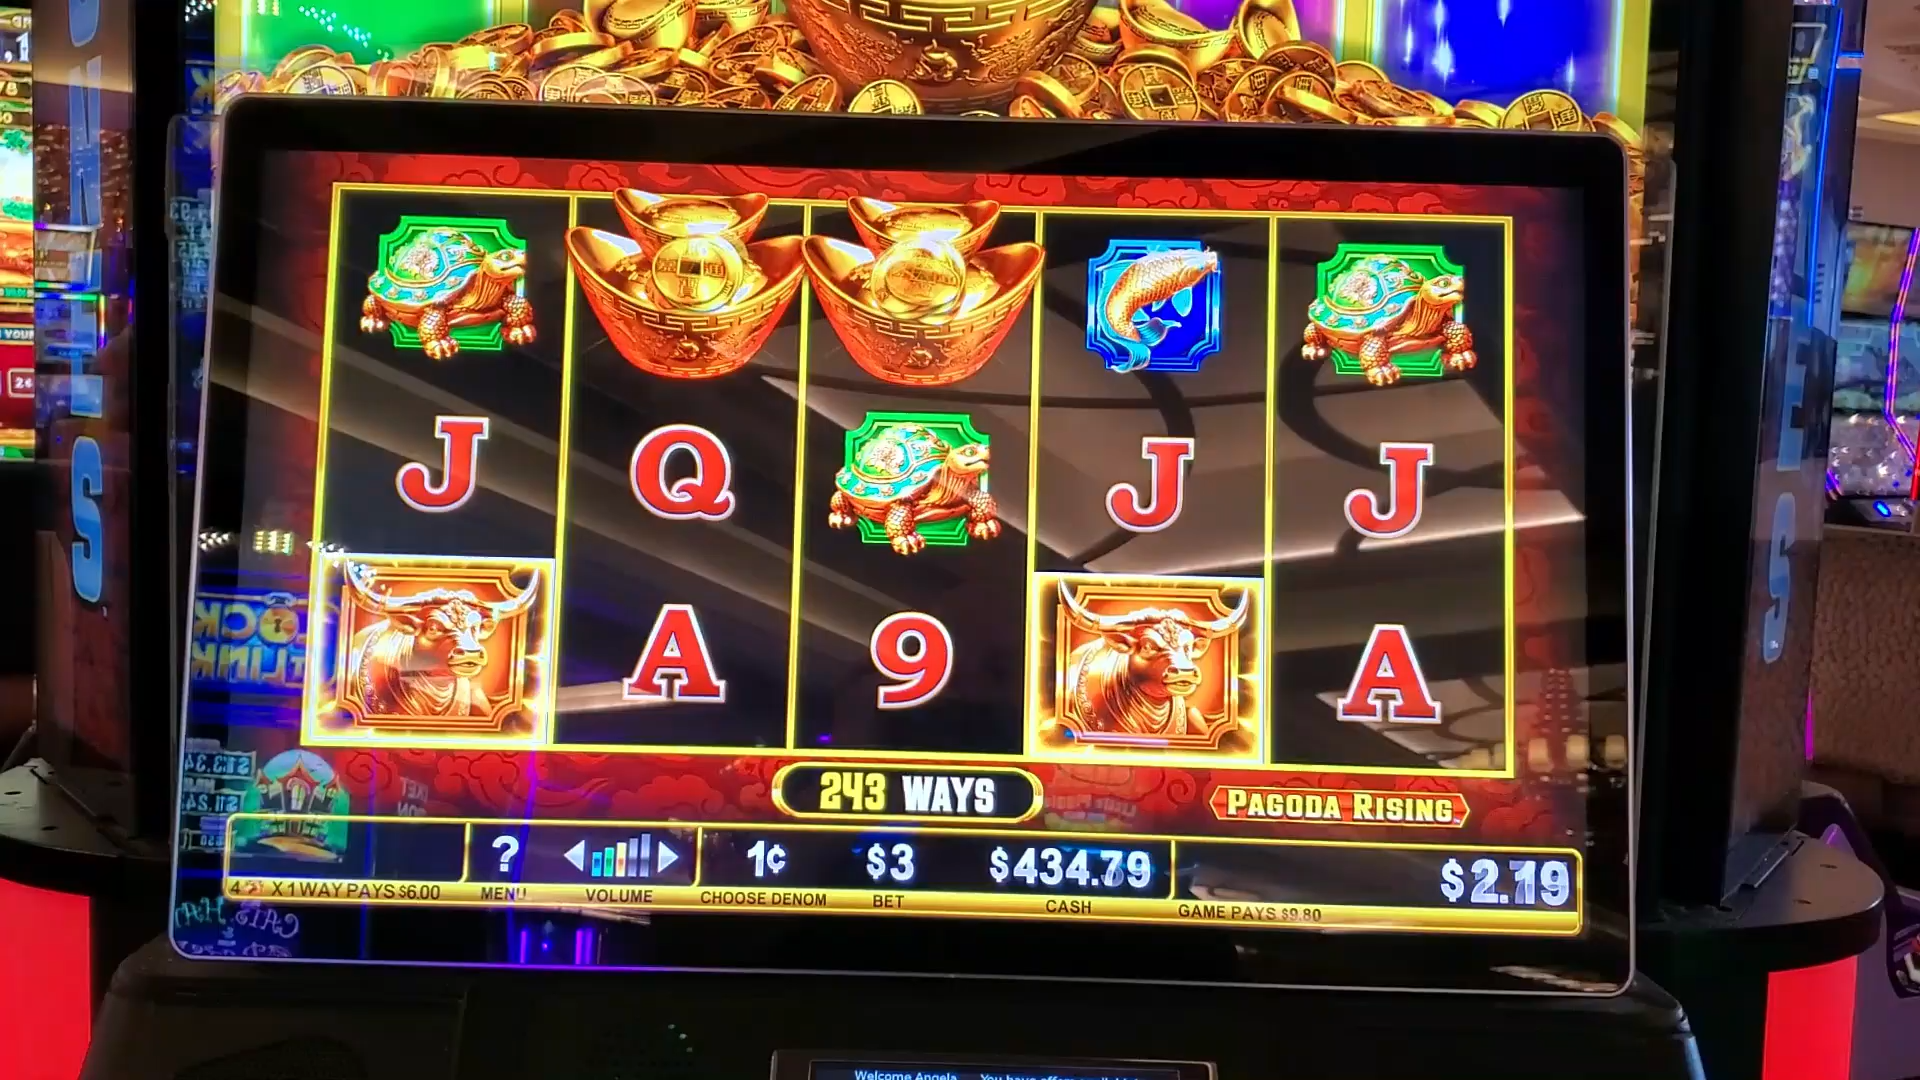 J
Q
J
J
A
9
A
243 WAYS
PAGODA RISING
1¢
$3
$434.79
$2.19
X 1 WAY PAYS $6.00
MENU
VOLUME
CHOOSE DENOM
BET
CASH
GAME PAYS $9.80
Welcome Angela